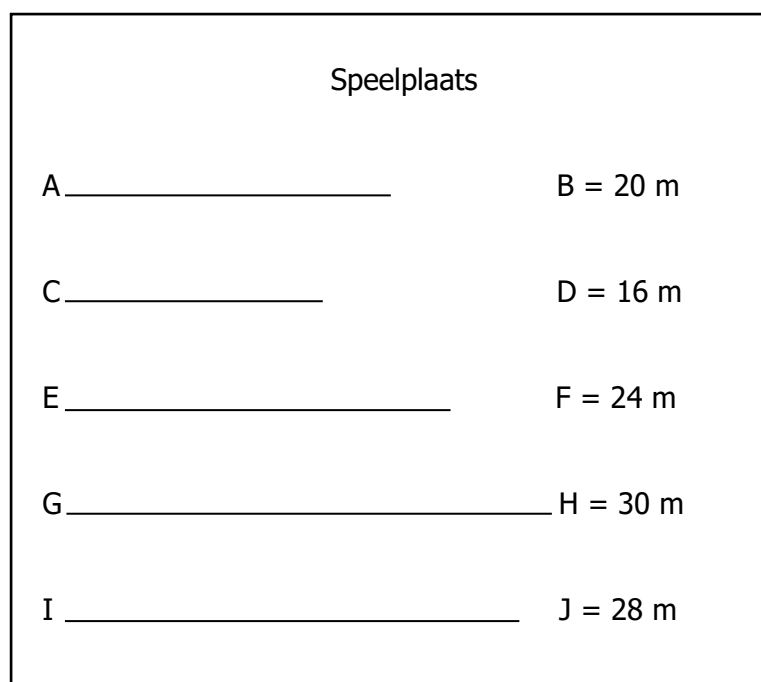 Speelplaats
A B = 20 m
C D = 16 m
E F = 24 m
G H = 30 m
I J = 28 m